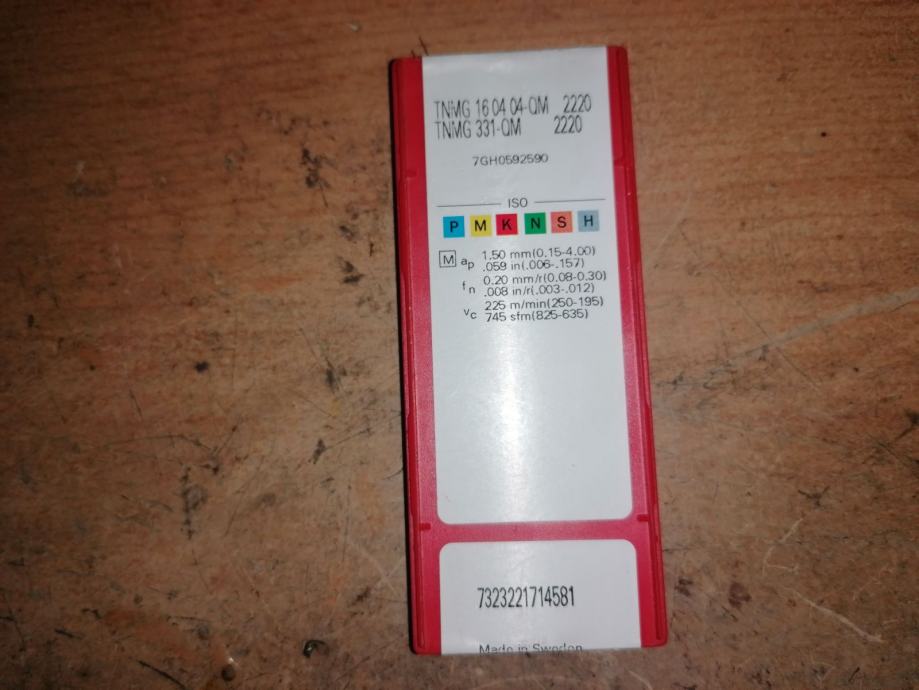 TNMG 16 04 04-QM 2220
TNMG 331-QM 2220
7GH0592590
ISO
P M K N S H
M ap 1.50 mm(0.15-4.00)
.059 in(.006-.157)
fn 0.20 mm/r(0.08-0.30)
.008 in/r(.003-.012)
vc 225 m/min(250-195)
745 sfm(825-635)
7323221714581
Made in Sweden